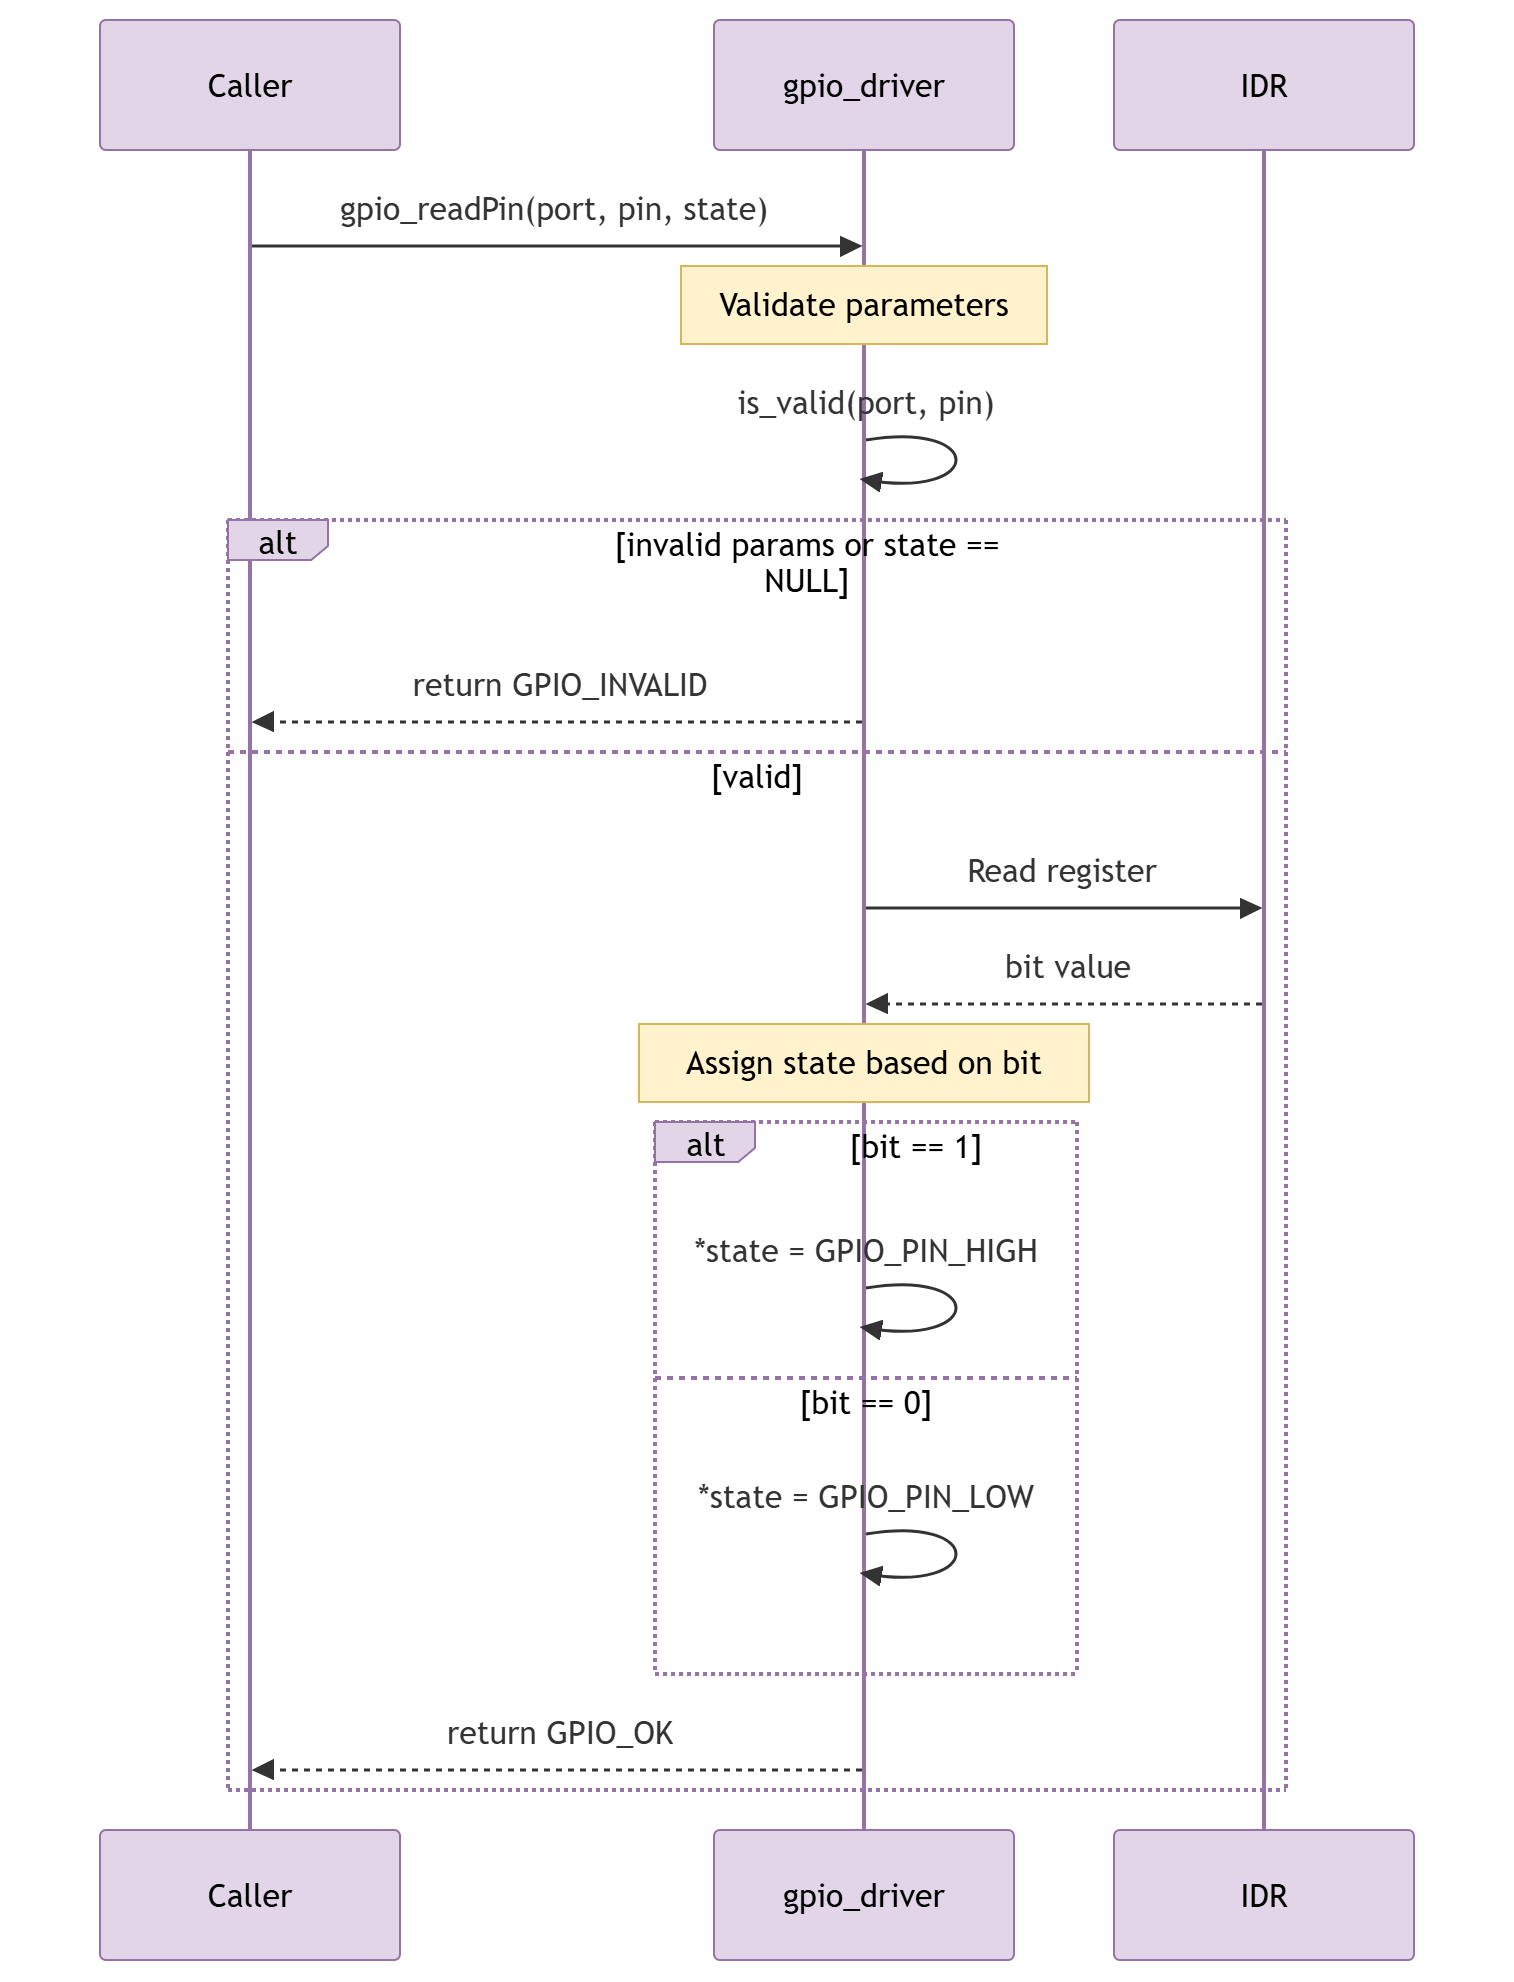 Caller
gpio_driver
IDR
gpio_readPin(port, pin, state)
Validate parameters
is_valid(port, pin)
alt
[invalid params or state ==
NULL]
return GPIO_INVALID
[valid]
Read register
bit value
Assign state based on bit
alt
[bit == 1]
*state = GPIO_PIN_HIGH
[bit == 0]
*state = GPIO_PIN_LOW
return GPIO_OK
Caller
gpio_driver
IDR